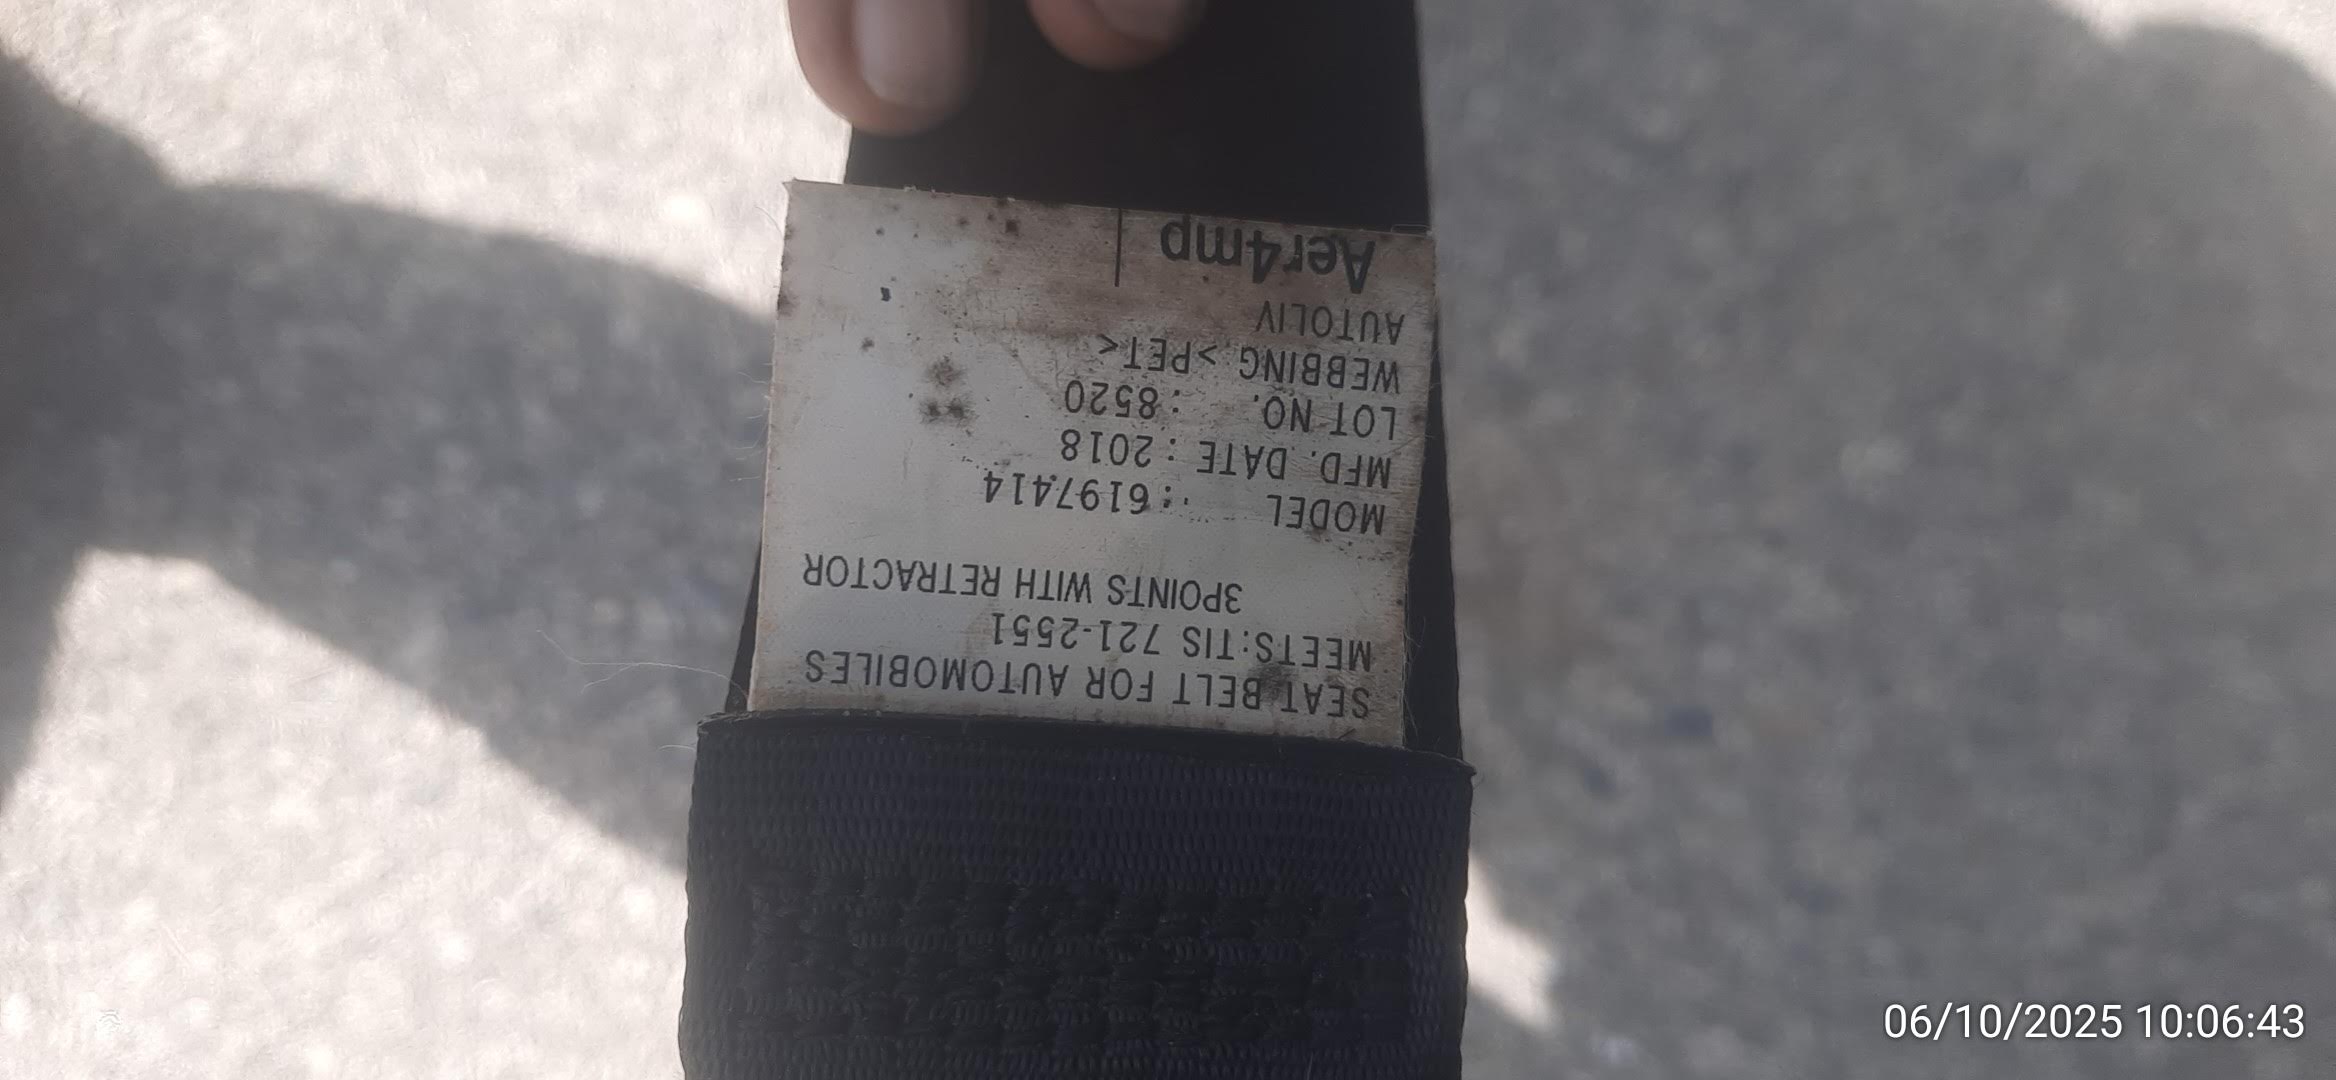 SEAT BELT FOR AUTOMOBILES
MEETS:TIS 721-2551
3POINTS WITH RETRACTOR
MODEL : 6197414
MFD. DATE : 2018
LOT NO. : 8520
WEBBING >PET<
AUTOLIV
Aer4mp
06/10/2025 10:06:43